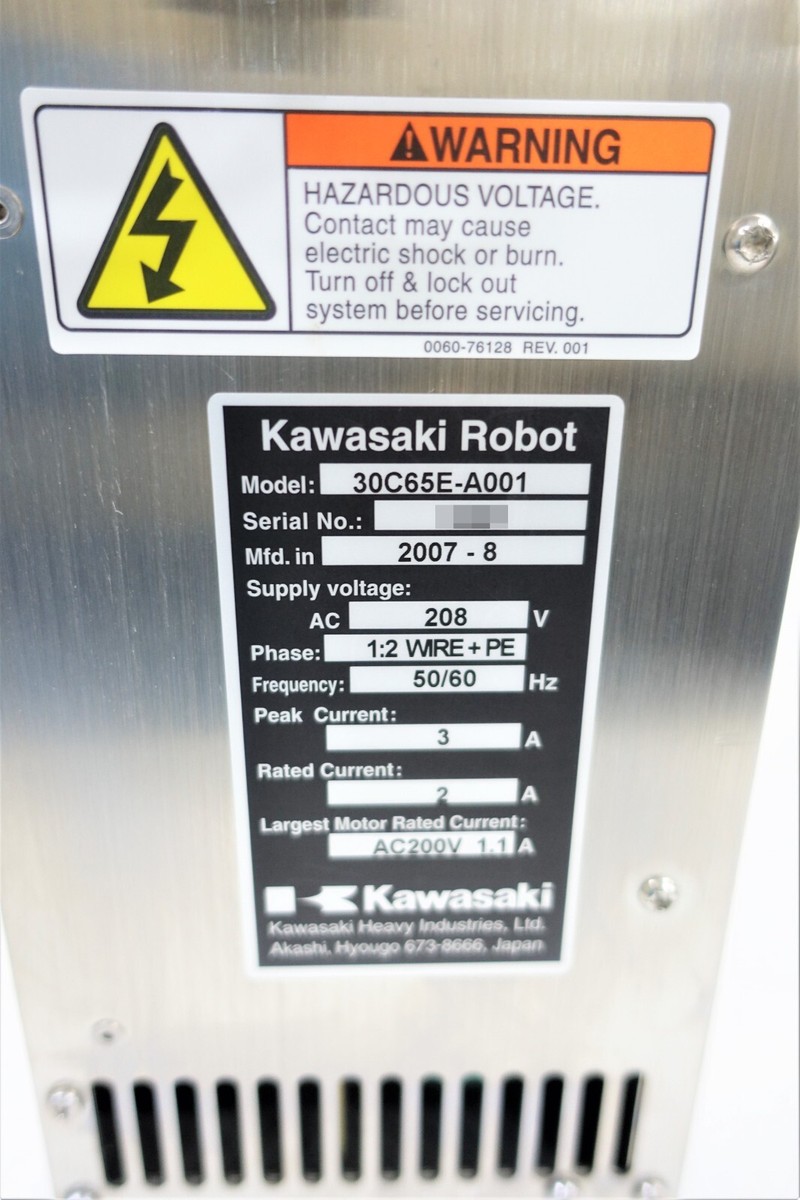 WARNING
HAZARDOUS VOLTAGE.
Contact may cause
electric shock or burn.
Turn off & lock out
system before servicing.
0060-76128 REV. 001
Kawasaki Robot
Model: 30C65E-A001
Serial No.:
Mfd. in 2007 - 8
Supply voltage:
AC 208 V
Phase: 1:2 WIRE + PE
Frequency: 50/60 Hz
Peak Current:
3 A
Rated Current:
2 A
Largest Motor Rated Current:
AC200V 1.1 A
Kawasaki
Kawasaki Heavy Industries, Ltd.
Akashi, Hyougo 673-8666, Japan